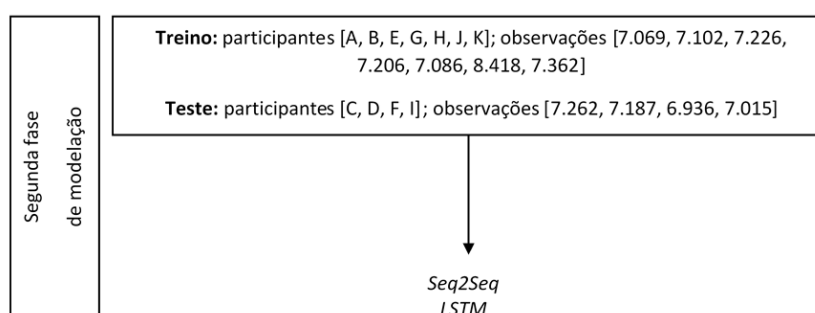 Segunda fase
de modelação
Treino: participantes [A, B, E, G, H, J, K]; observações [7.069, 7.102, 7.226,
7.206, 7.086, 8.418, 7.362]
Teste: participantes [C, D, F, I]; observações [7.262, 7.187, 6.936, 7.015]
Seq2Seq
LSTM